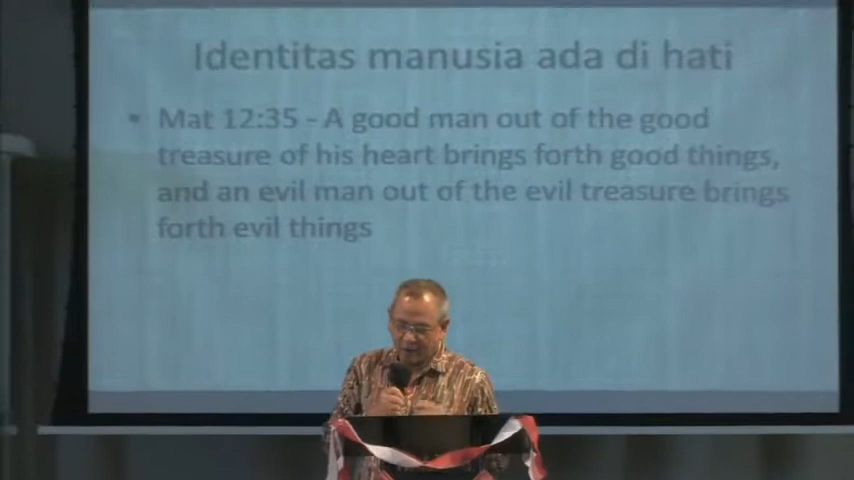 Identitas manusia ada di hati
• Mat 12:35 - A good man out of the good
treasure of his heart brings forth good things,
and an evil man out of the evil treasure brings
forth evil things